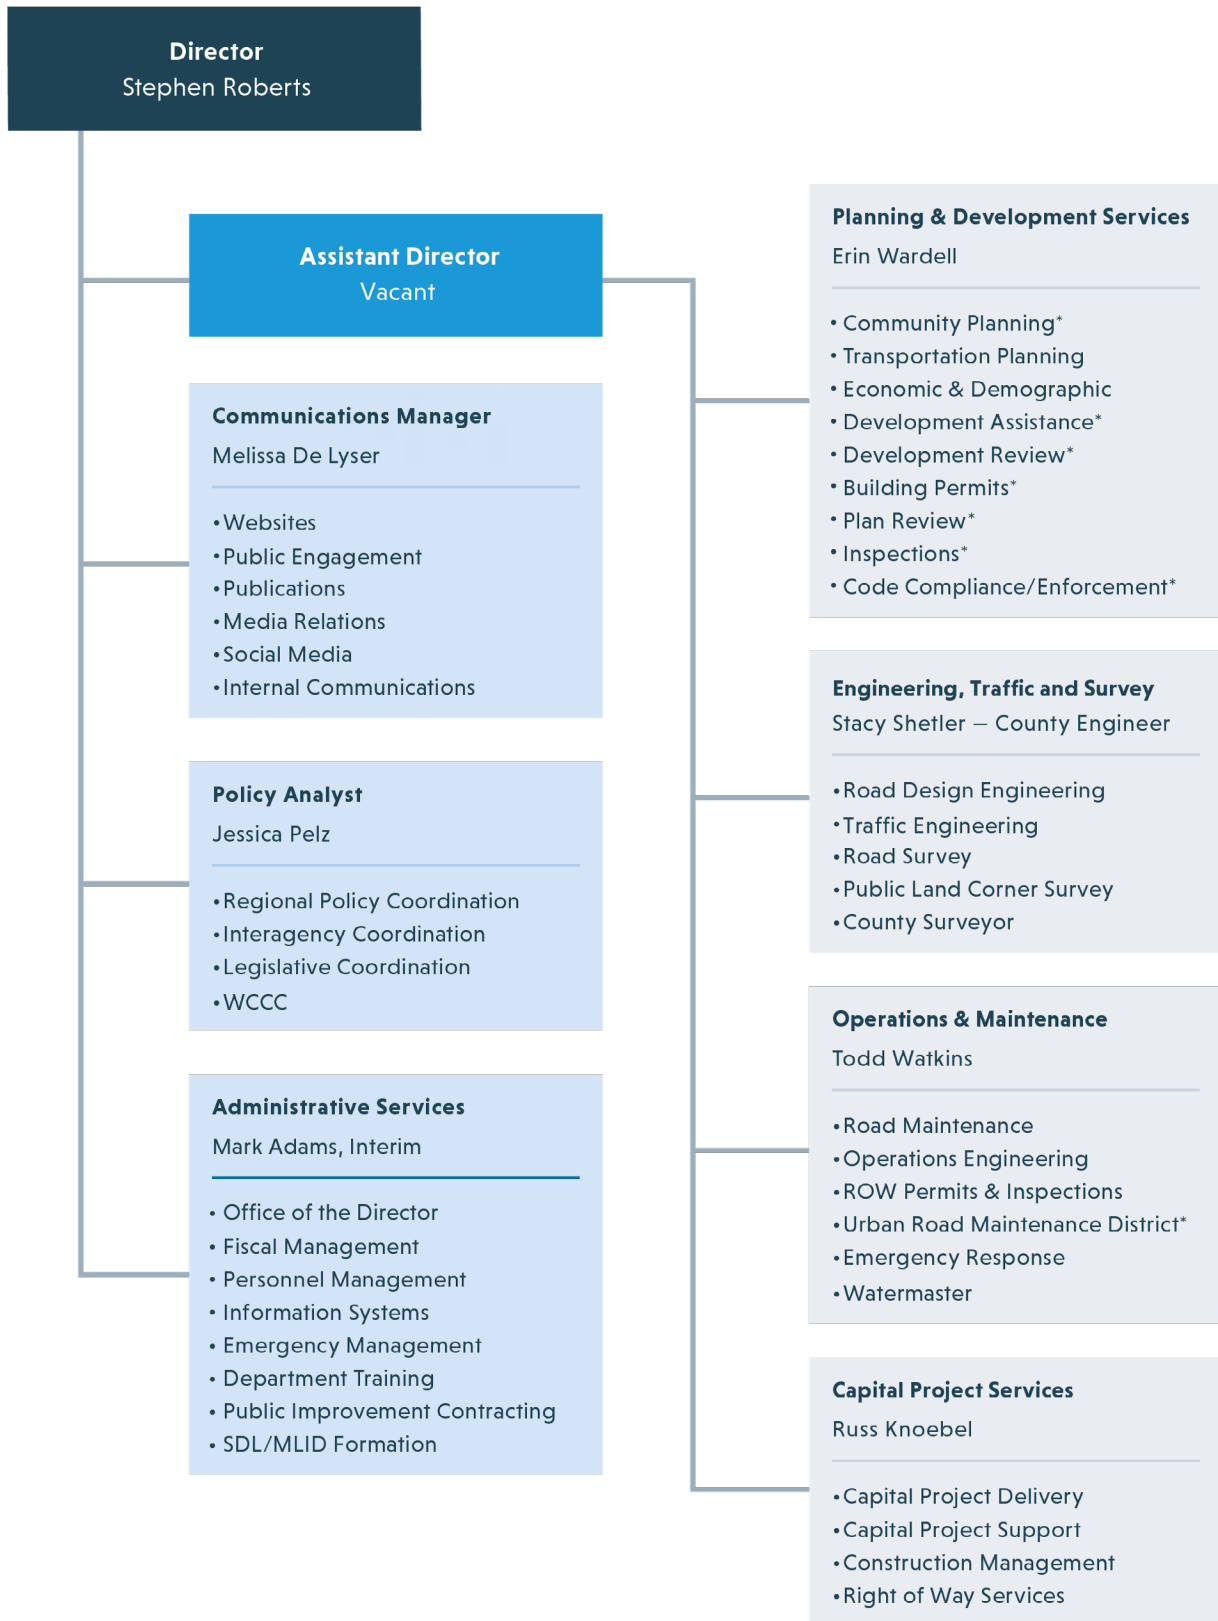 Director
Stephen Roberts
Assistant Director
Vacant
Communications Manager
Melissa De Lyser
•Websites
•Public Engagement
•Publications
•Media Relations
•Social Media
•Internal Communications
Policy Analyst
Jessica Pelz
•Regional Policy Coordination
•Interagency Coordination
•Legislative Coordination
•WCCC
Administrative Services
Mark Adams, Interim
• Office of the Director
• Fiscal Management
• Personnel Management
• Information Systems
• Emergency Management
• Department Training
• Public Improvement Contracting
• SDL/MLID Formation
Planning & Development Services
Erin Wardell
• Community Planning*
• Transportation Planning
• Economic & Demographic
• Development Assistance*
• Development Review*
• Building Permits*
• Plan Review*
• Inspections*
• Code Compliance/Enforcement*
Engineering, Traffic and Survey
Stacy Shetler – County Engineer
•Road Design Engineering
•Traffic Engineering
•Road Survey
•Public Land Corner Survey
•County Surveyor
Operations & Maintenance
Todd Watkins
•Road Maintenance
•Operations Engineering
•ROW Permits & Inspections
•Urban Road Maintenance District*
•Emergency Response
•Watermaster
Capital Project Services
Russ Knoebel
•Capital Project Delivery
•Capital Project Support
•Construction Management
•Right of Way Services